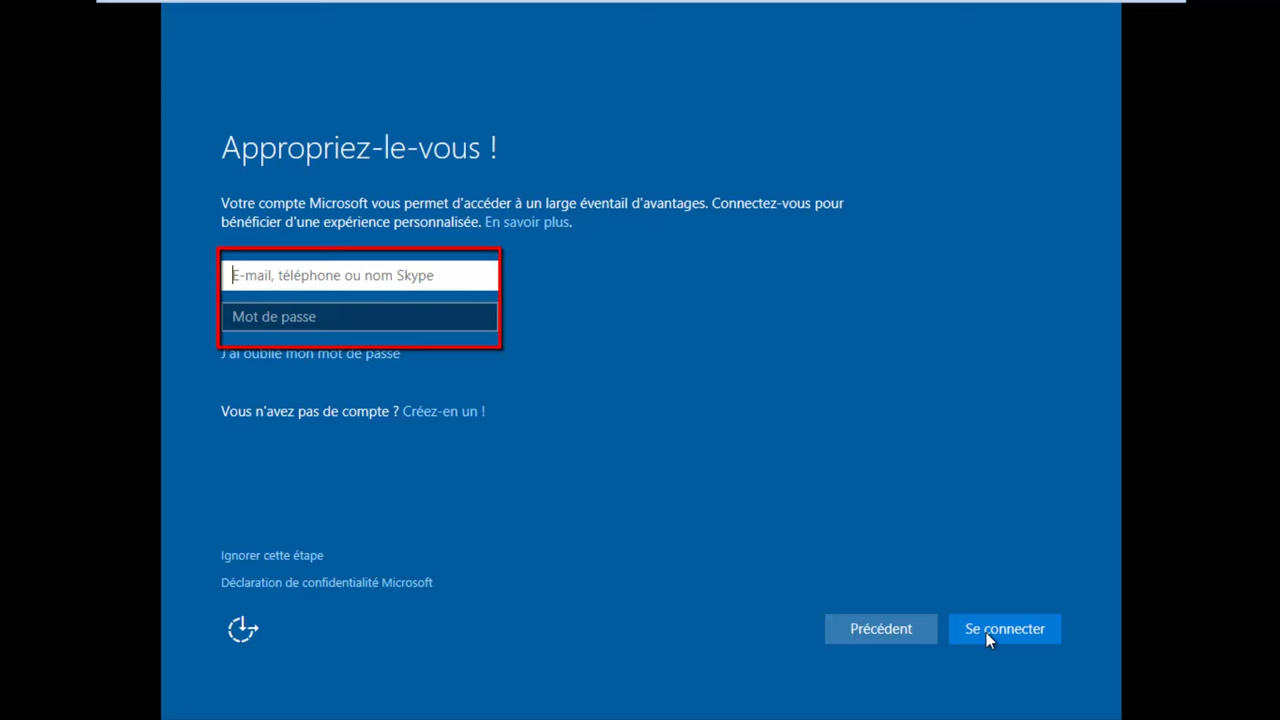 Appropriez-le-vous !
Votre compte Microsoft vous permet d'accéder à un large éventail d'avantages. Connectez-vous pour
bénéficier d'une expérience personnalisée. En savoir plus.
E-mail, téléphone ou nom Skype
Mot de passe
J'ai oublié mon mot de passe
Vous n'avez pas de compte ? Créez-en un !
Ignorer cette étape
Déclaration de confidentialité Microsoft
Précédent
Se connecter